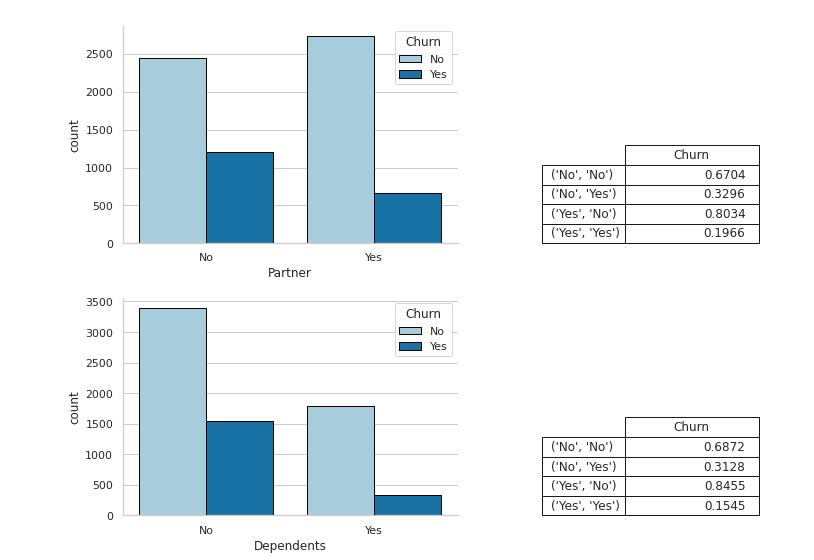 Churn
No
Yes
2500
2000
1500
1000
500
0
count
No Yes
Partner
Churn
('No', 'No') 0.6704
('No', 'Yes') 0.3296
('Yes', 'No') 0.8034
('Yes', 'Yes') 0.1966
Churn
No
Yes
3500
3000
2500
2000
1500
1000
500
0
count
No Yes
Dependents
Churn
('No', 'No') 0.6872
('No', 'Yes') 0.3128
('Yes', 'No') 0.8455
('Yes', 'Yes') 0.1545